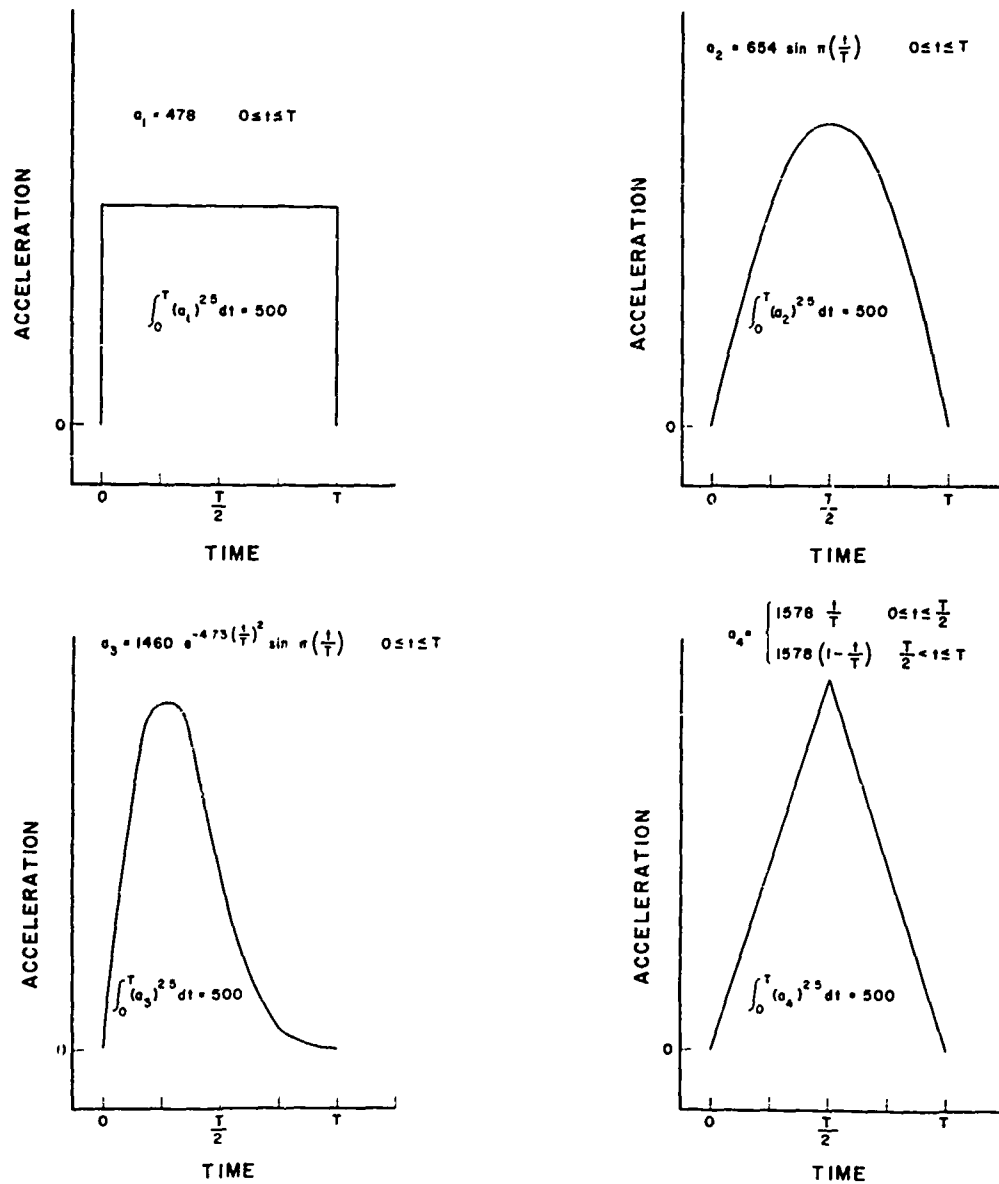 a₁ = 478 0 ≤ t ≤ T
ACCELERATION
∫₀ᵀ (a₁)^2.5 dt = 500
0
0 T/2 T
TIME
a₂ = 654 sin π(t/T) 0 ≤ t ≤ T
ACCELERATION
∫₀ᵀ (a₂)^2.5 dt = 500
0
0 T/2 T
TIME
a₃ = 1460 e^-4.73(t/T)² sin π(t/T) 0 ≤ t ≤ T
ACCELERATION
∫₀ᵀ (a₃)^2.5 dt = 500
0
0 T/2 T
TIME
a₄ = { 1578 t/T 0 ≤ t ≤ T/2
1578 (1 - t/T) T/2 < t ≤ T
ACCELERATION
∫₀ᵀ (a₄)^2.5 dt = 500
0
0 T/2 T
TIME